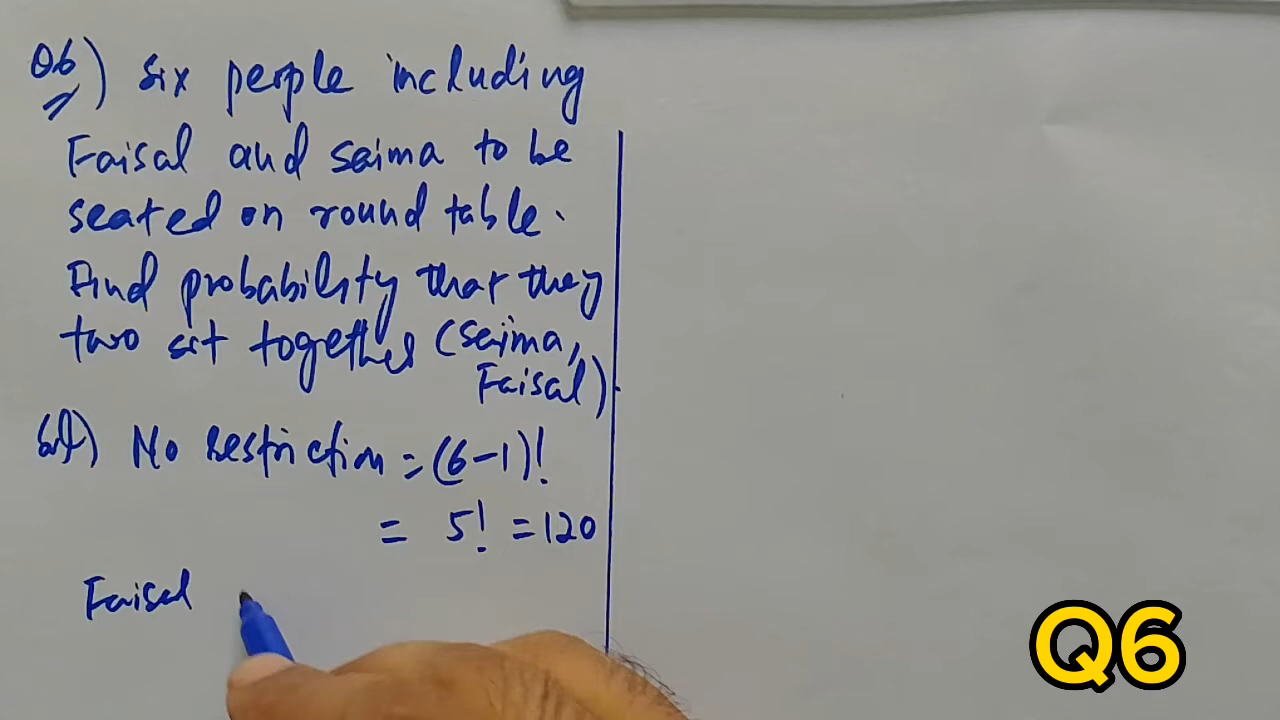 Q6) Six people including
Faisal and Saima to be
seated on round table.
Find probability that they
two sit together (Saima,
Faisal).
Sol) No Restriction = (6-1)!
= 5! = 120
Faisal
Q6